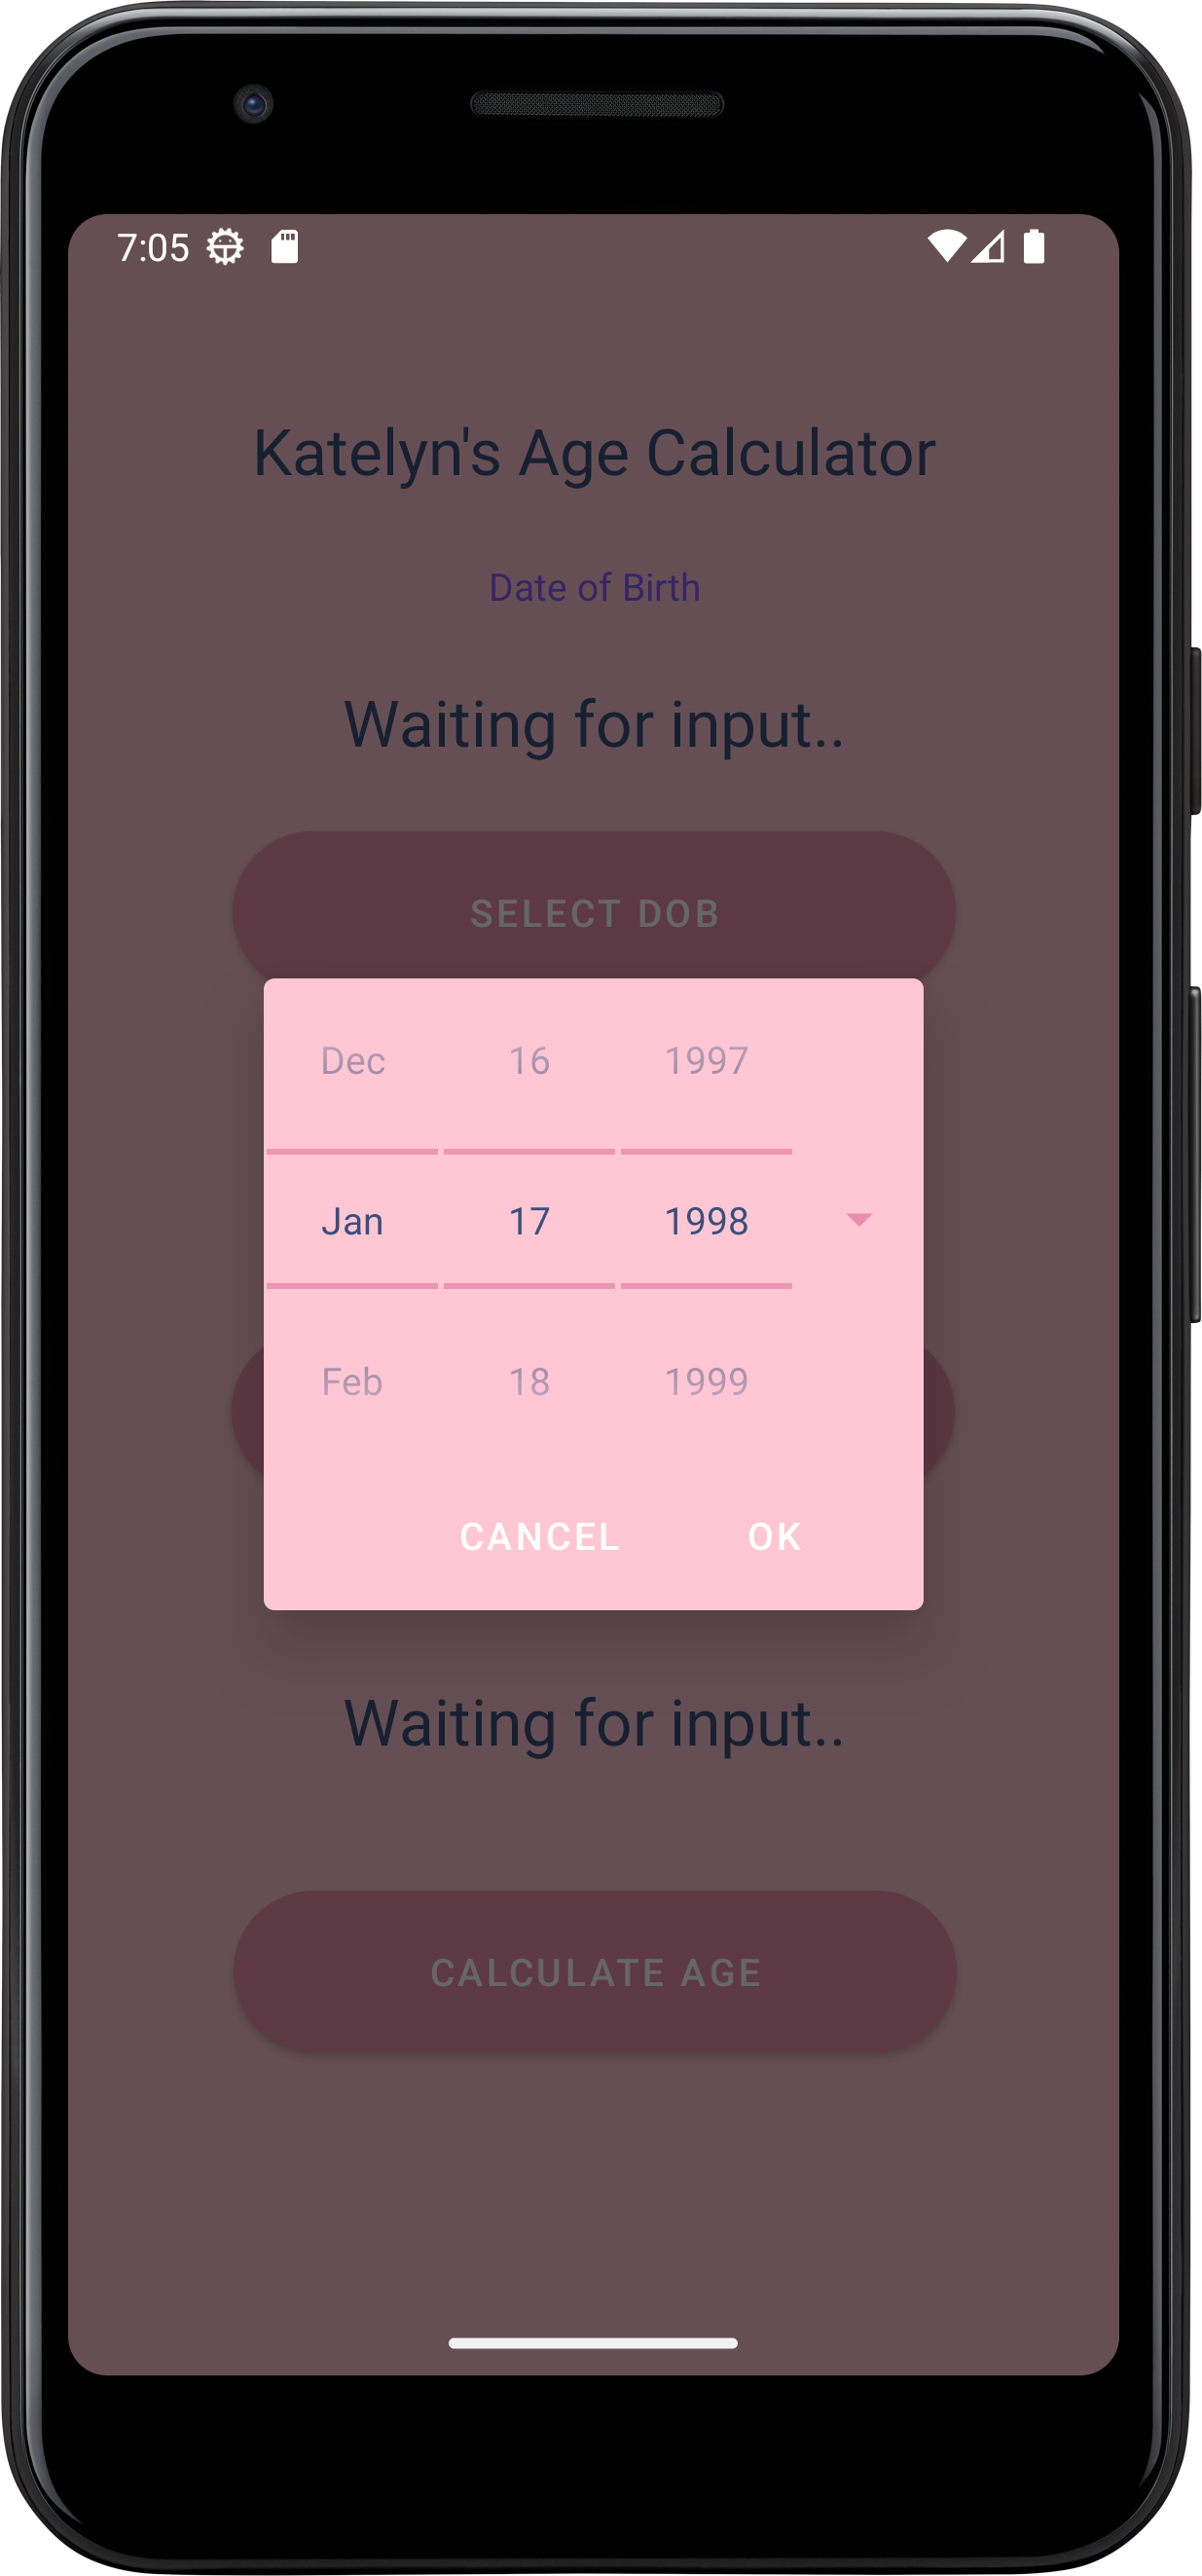 7:05
Katelyn's Age Calculator
Date of Birth
Waiting for input..
SELECT DOB
Dec 16 1997
Jan 17 1998
Feb 18 1999
CANCEL OK
Waiting for input..
CALCULATE AGE